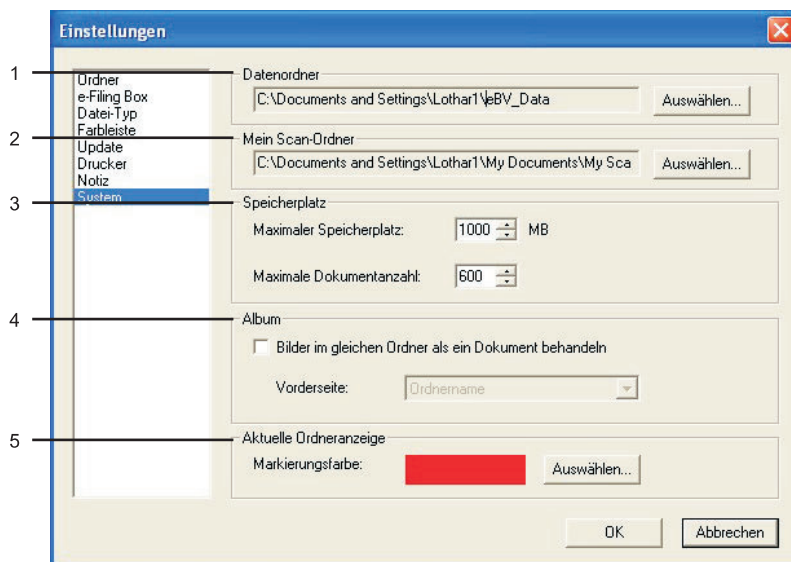 Einstellungen
1
Ordner
e-Filing Box
Datei-Typ
Farbleiste
Update
Drucker
Notiz
System
Datenordner
C:\Documents and Settings\Lothar1\eBV_Data
Auswählen...
2
Mein Scan-Ordner
C:\Documents and Settings\Lothar1\My Documents\My Sca
Auswählen...
3
Speicherplatz
Maximaler Speicherplatz: 1000 MB
Maximale Dokumentanzahl: 600
4
Album
Bilder im gleichen Ordner als ein Dokument behandeln
Vorderseite: Ordnername
5
Aktuelle Ordneranzeige
Markierungsfarbe: Auswählen...
OK Abbrechen